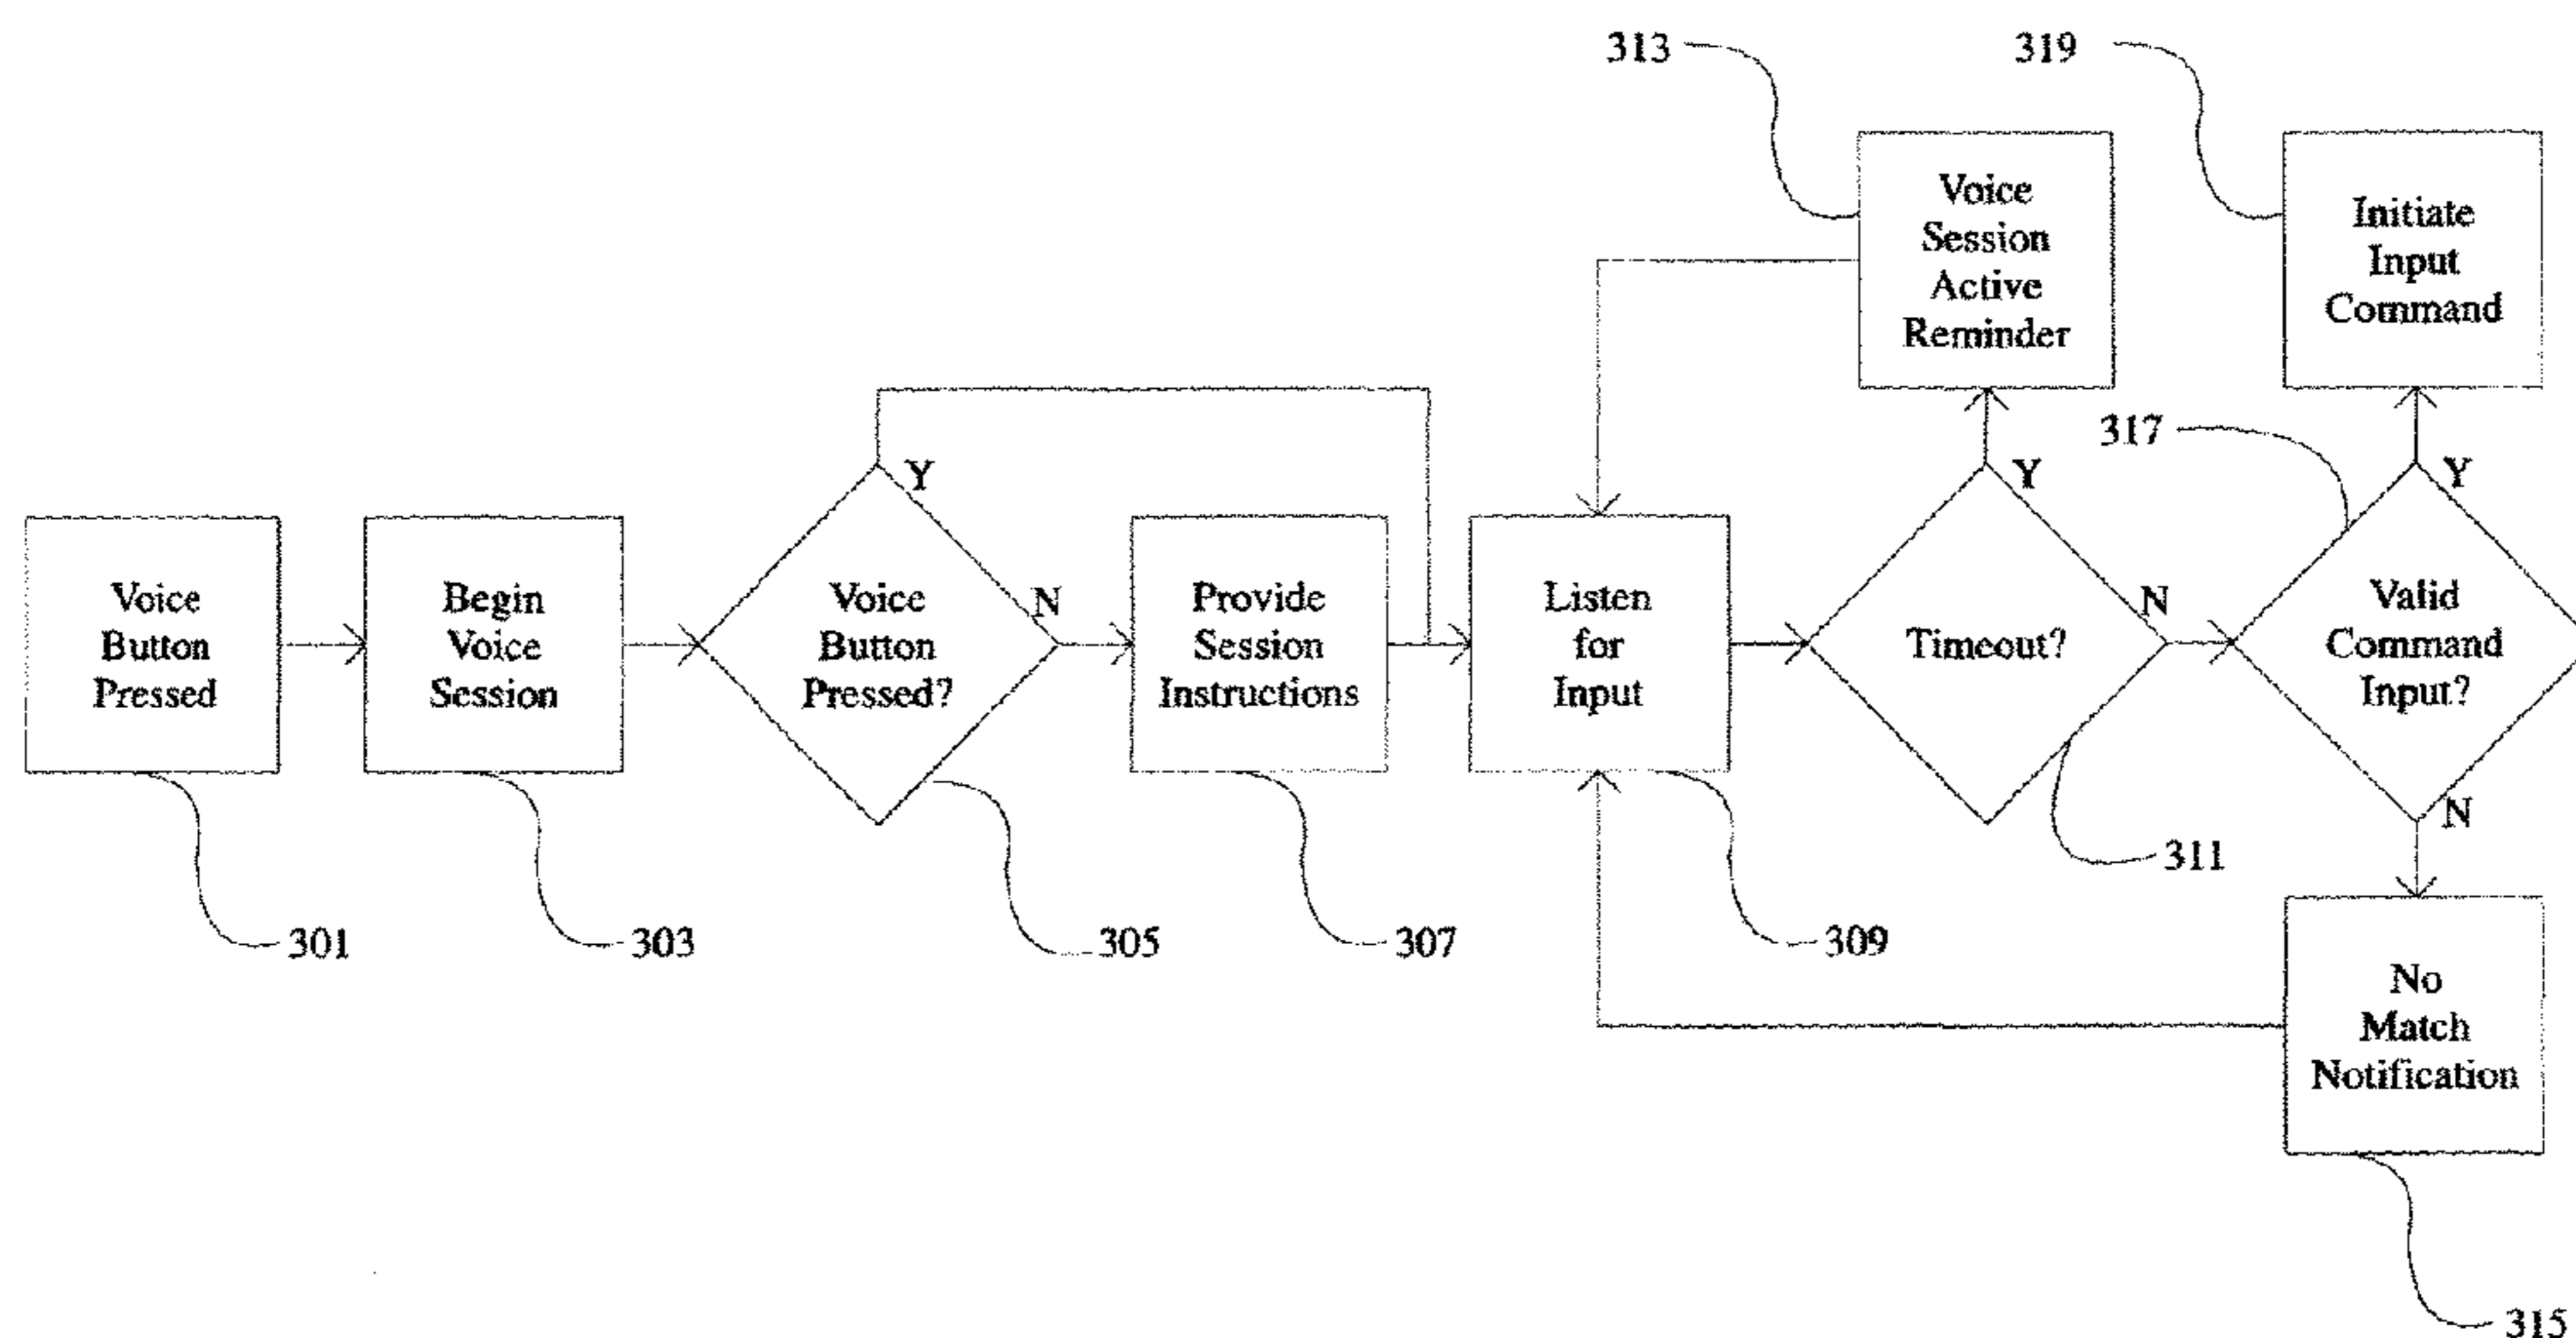 313
319
Voice
Session
Active
Reminder
Initiate
Input
Command
317
Y
Y
Y
Voice
Button
Pressed
Begin
Voice
Session
Voice
Button
Pressed?
N
Provide
Session
Instructions
Listen
for
Input
Timeout?
N
Valid
Command
Input?
N
311
301
303
305
307
309
No
Match
Notification
315